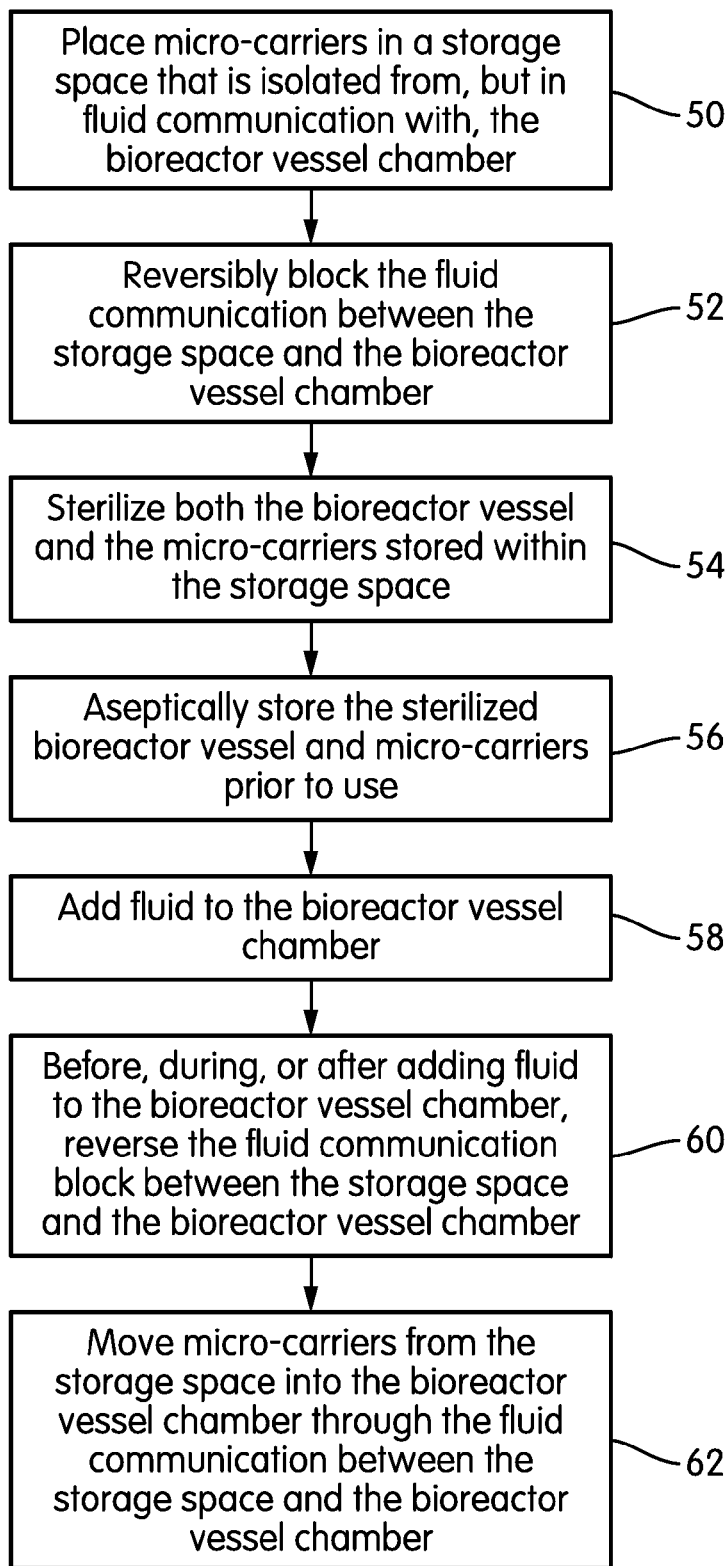 Place micro-carriers in a storage
space that is isolated from, but in
fluid communication with, the
bioreactor vessel chamber
50
Reversibly block the fluid
communication between the
storage space and the bioreactor
vessel chamber
52
Sterilize both the bioreactor vessel
and the micro-carriers stored within
the storage space
54
Aseptically store the sterilized
bioreactor vessel and micro-carriers
prior to use
56
Add fluid to the bioreactor vessel
chamber
58
Before, during, or after adding fluid
to the bioreactor vessel chamber,
reverse the fluid communication
block between the storage space
and the bioreactor vessel chamber
60
Move micro-carriers from the
storage space into the bioreactor
vessel chamber through the fluid
communication between the
storage space and the bioreactor
vessel chamber
62